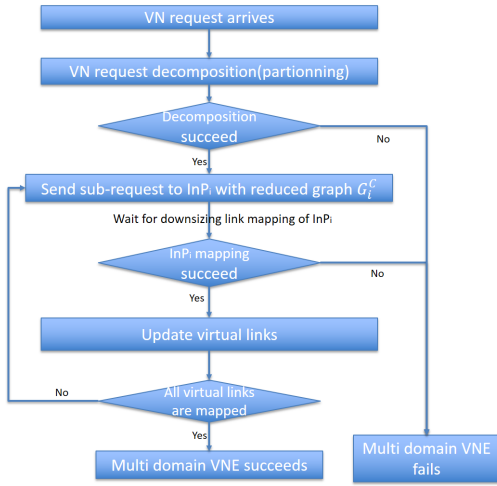 VN request arrives
VN request decomposition(partionning)
Decomposition
succeed
No
Yes
Send sub-request to InPᵢ with reduced graph $G_i^C$
Wait for downsizing link mapping of InPᵢ
InPᵢ mapping
succeed
No
Yes
Update virtual links
All virtual links
are mapped
No
Yes
Multi domain VNE succeeds
Multi domain VNE
fails